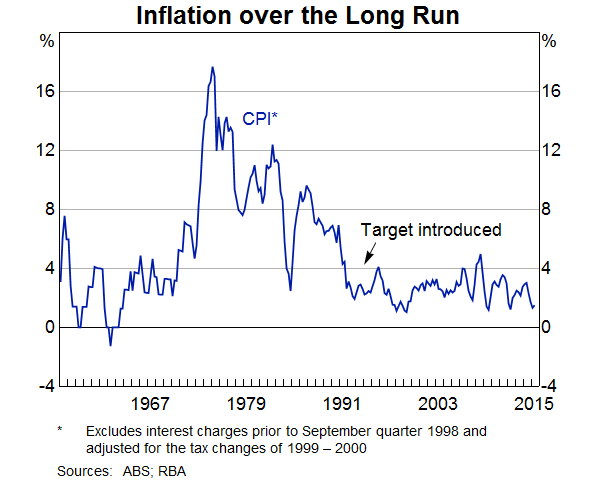 Inflation over the Long Run
% %
16 16
CPI*
12 12
8 8
Target introduced
4 4
0 0
-4 -4
1967 1979 1991 2003 2015
* Excludes interest charges prior to September quarter 1998 and
adjusted for the tax changes of 1999 – 2000
Sources: ABS; RBA